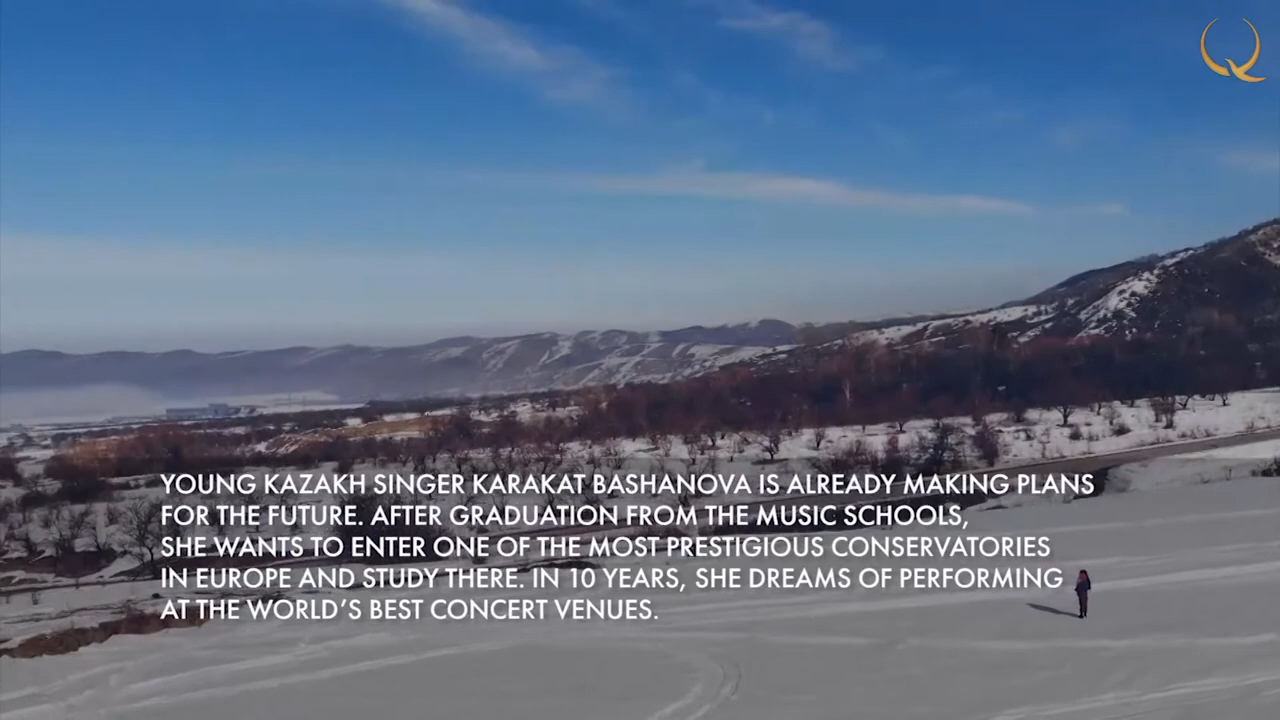 YOUNG KAZAKH SINGER KARAKAT BASHANOVA IS ALREADY MAKING PLANS
FOR THE FUTURE. AFTER GRADUATION FROM THE MUSIC SCHOOLS,
SHE WANTS TO ENTER ONE OF THE MOST PRESTIGIOUS CONSERVATORIES
IN EUROPE AND STUDY THERE. IN 10 YEARS, SHE DREAMS OF PERFORMING
AT THE WORLD'S BEST CONCERT VENUES.